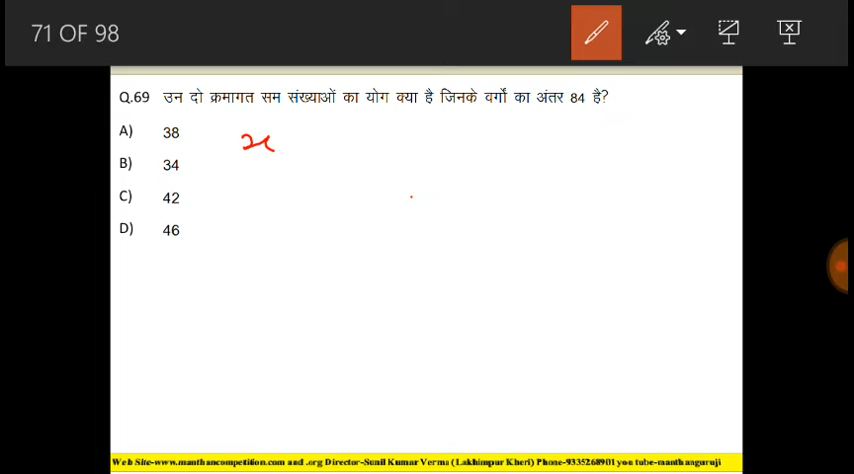 71 OF 98
Q.69 उन दो क्रमागत सम संख्याओं का योग क्या है जिनके वर्गों का अंतर 84 है?
A) 38
x
B) 34
C) 42
D) 46
Web Site-www.manthancompetition.com and .org Director-Sunil Kumar Verma (Lakhimpur Kheri) Phone-9335268901 you tube-manthanguruji